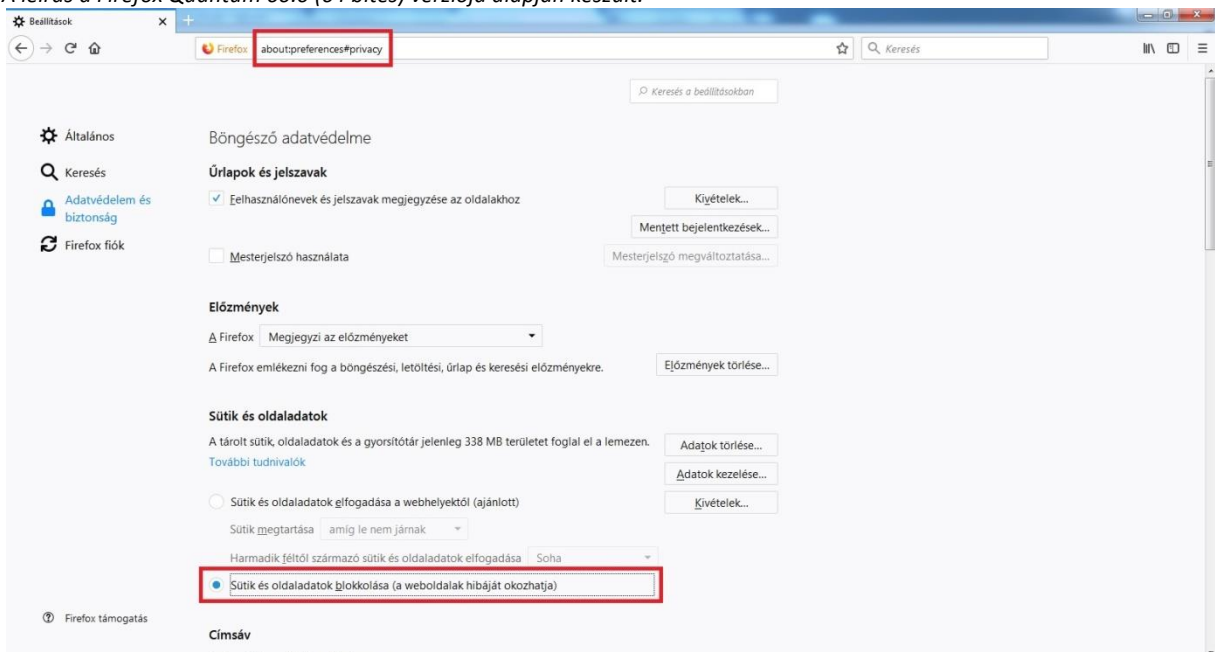 Beállítások
Firefox about:preferences#privacy
Keresés
Keresés a beállításokban
Általános
Keresés
Adatvédelem és
biztonság
Firefox fiók
Firefox támogatás
Böngésző adatvédelme
Űrlapok és jelszavak
Felhasználónevek és jelszavak megjegyzése az oldalakhoz
Kivételek...
Mentett bejelentkezések...
Mesterjelszó használata
Mesterjelszó megváltoztatása...
Előzmények
A Firefox Megjegyzi az előzményeket
A Firefox emlékezni fog a böngészési, letöltési, űrlap és keresési előzményekre.
Előzmények törlése...
Sütik és oldaladatok
A tárolt sütik, oldaladatok és a gyorsítótár jelenleg 338 MB területet foglal el a lemezen.
További tudnivalók
Adatok törlése...
Adatok kezelése...
Sütik és oldaladatok elfogadása a webhelyektől (ajánlott)
Kivételek...
Sütik megtartása amíg le nem járnak
Harmadik féltől származó sütik és oldaladatok elfogadása Soha
Sütik és oldaladatok blokkolása (a weboldalak hibáját okozhatja)
Címsáv